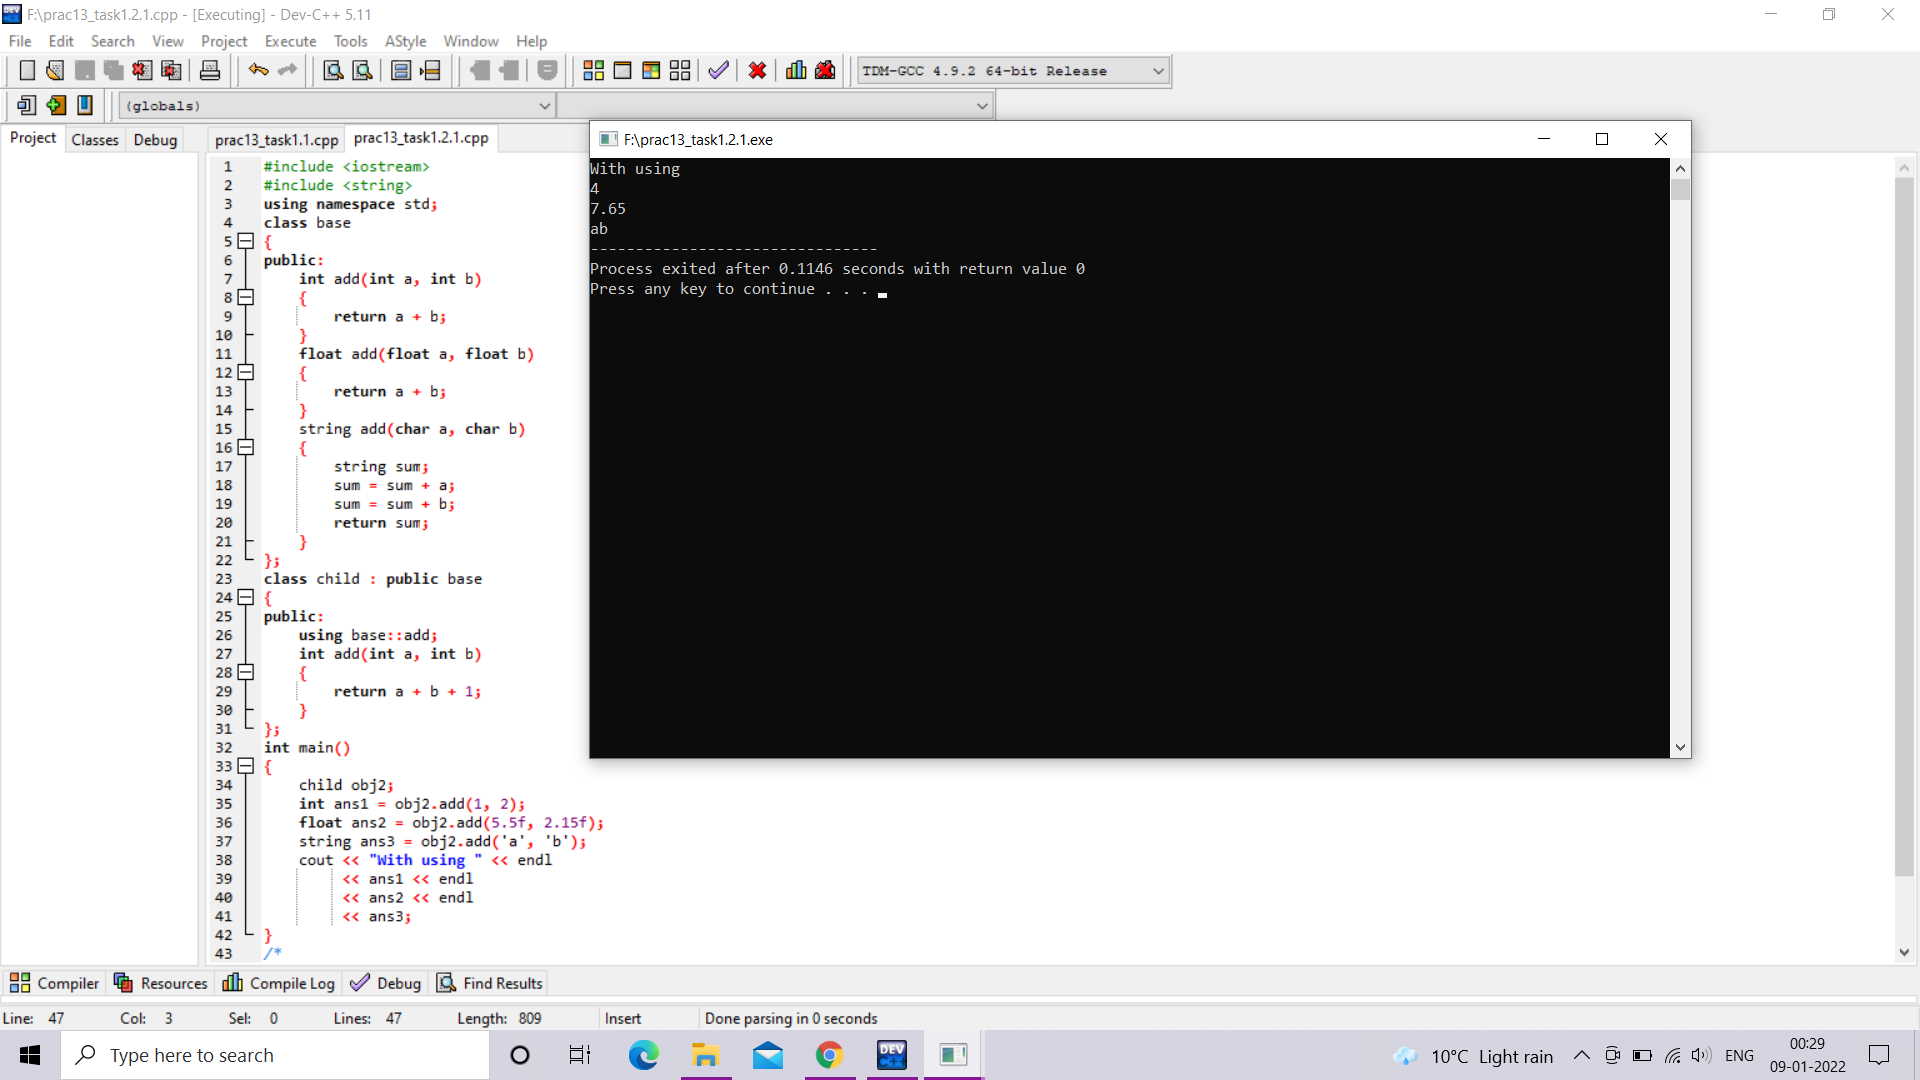 F:\prac13_task1.2.1.cpp - [Executing] - Dev-C++ 5.11
File Edit Search View Project Execute Tools AStyle Window Help
TDM-GCC 4.9.2 64-bit Release
(globals)
Project Classes Debug
prac13_task1.1.cpp prac13_task1.2.1.cpp
1 #include <iostream>
2 #include <string>
3 using namespace std;
4 class base
5 {
6 public:
7 int add(int a, int b)
8 {
9 return a + b;
10 }
11 float add(float a, float b)
12 {
13 return a + b;
14 }
15 string add(char a, char b)
16 {
17 string sum;
18 sum = sum + a;
19 sum = sum + b;
20 return sum;
21 }
22 };
23 class child : public base
24 {
25 public:
26 using base::add;
27 int add(int a, int b)
28 {
29 return a + b + 1;
30 }
31 };
32 int main()
33 {
34 child obj2;
35 int ans1 = obj2.add(1, 2);
36 float ans2 = obj2.add(5.5f, 2.15f);
37 string ans3 = obj2.add('a', 'b');
38 cout << "With using " << endl
39 << ans1 << endl
40 << ans2 << endl
41 << ans3;
42 }
43 /*
F:\prac13_task1.2.1.exe
With using
4
7.65
ab
--------------------------------
Process exited after 0.1146 seconds with return value 0
Press any key to continue . . .
Compiler Resources Compile Log Debug Find Results
Line: 47 Col: 3 Sel: 0 Lines: 47 Length: 809 Insert Done parsing in 0 seconds
Type here to search
DEV C++
10°C Light rain
ENG
00:29
09-01-2022